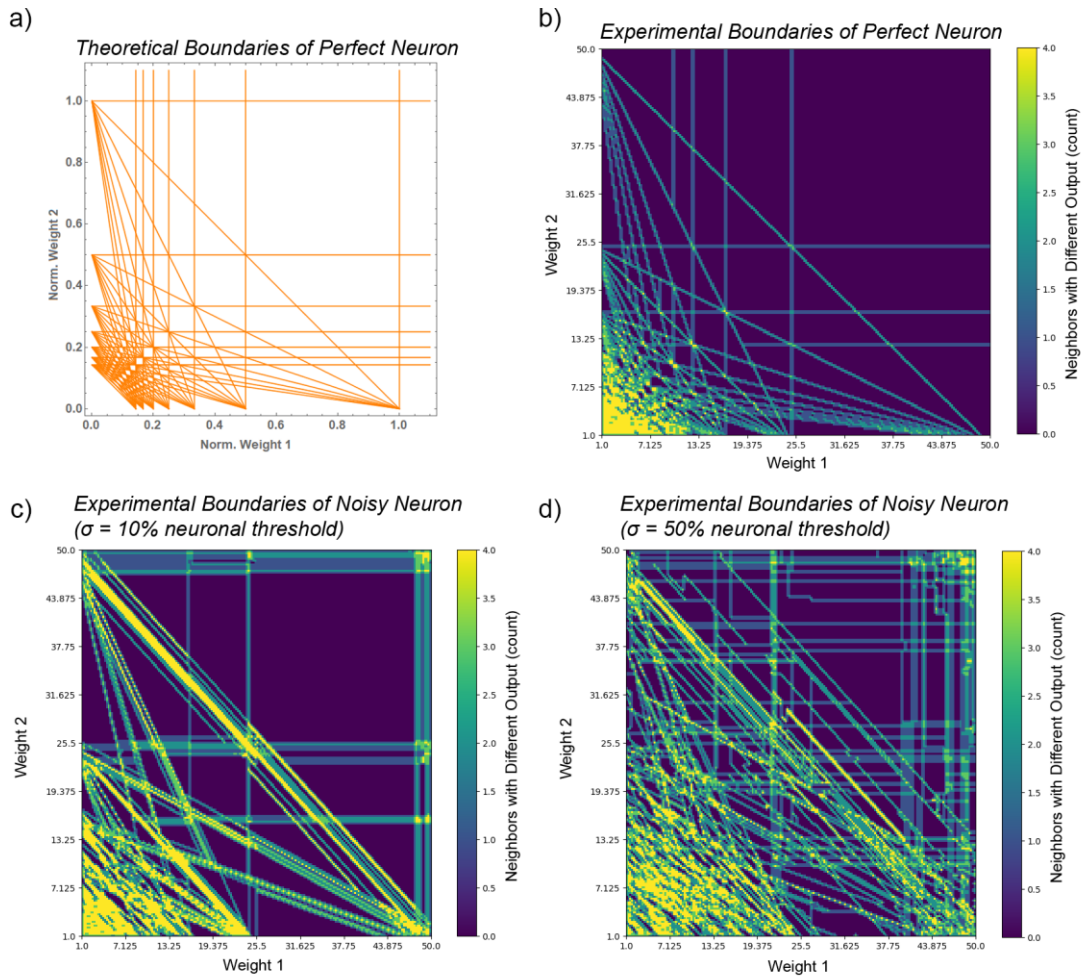 a)
Theoretical Boundaries of Perfect Neuron
1.0
0.8
0.6
0.4
0.2
0.0
Norm. Weight 2
0.0 0.2 0.4 0.6 0.8 1.0
Norm. Weight 1
b)
Experimental Boundaries of Perfect Neuron
50.0
43.875
37.75
31.625
25.5
19.375
13.25
7.125
1.0
Weight 2
1.0 7.125 13.25 19.375 25.5 31.625 37.75 43.875 50.0
Weight 1
4.0
3.5
3.0
2.5
2.0
1.5
1.0
0.5
0.0
Neighbors with Different Output (count)
c)
Experimental Boundaries of Noisy Neuron
(σ = 10% neuronal threshold)
50.0
43.875
37.75
31.625
25.5
19.375
13.25
7.125
1.0
Weight 2
1.0 7.125 13.25 19.375 25.5 31.625 37.75 43.875 50.0
Weight 1
4.0
3.5
3.0
2.5
2.0
1.5
1.0
0.5
0.0
Neighbors with Different Output (count)
d)
Experimental Boundaries of Noisy Neuron
(σ = 50% neuronal threshold)
50.0
43.875
37.75
31.625
25.5
19.375
13.25
7.125
1.0
Weight 2
1.0 7.125 13.25 19.375 25.5 31.625 37.75 43.875 50.0
Weight 1
4.0
3.5
3.0
2.5
2.0
1.5
1.0
0.5
0.0
Neighbors with Different Output (count)